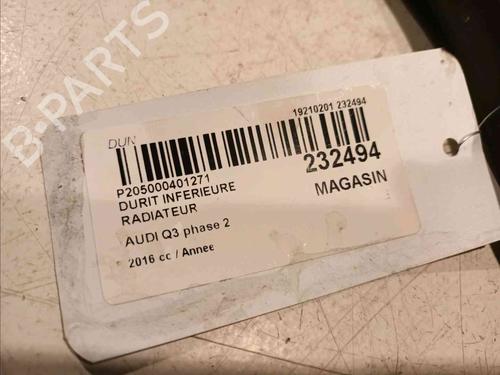 B-PARTS
DUN
19210201 232494
P205000401271
232494
DURIT INFERIEURE
RADIATEUR
MAGASIN
AUDI Q3 phase 2
2016 cc / Annee